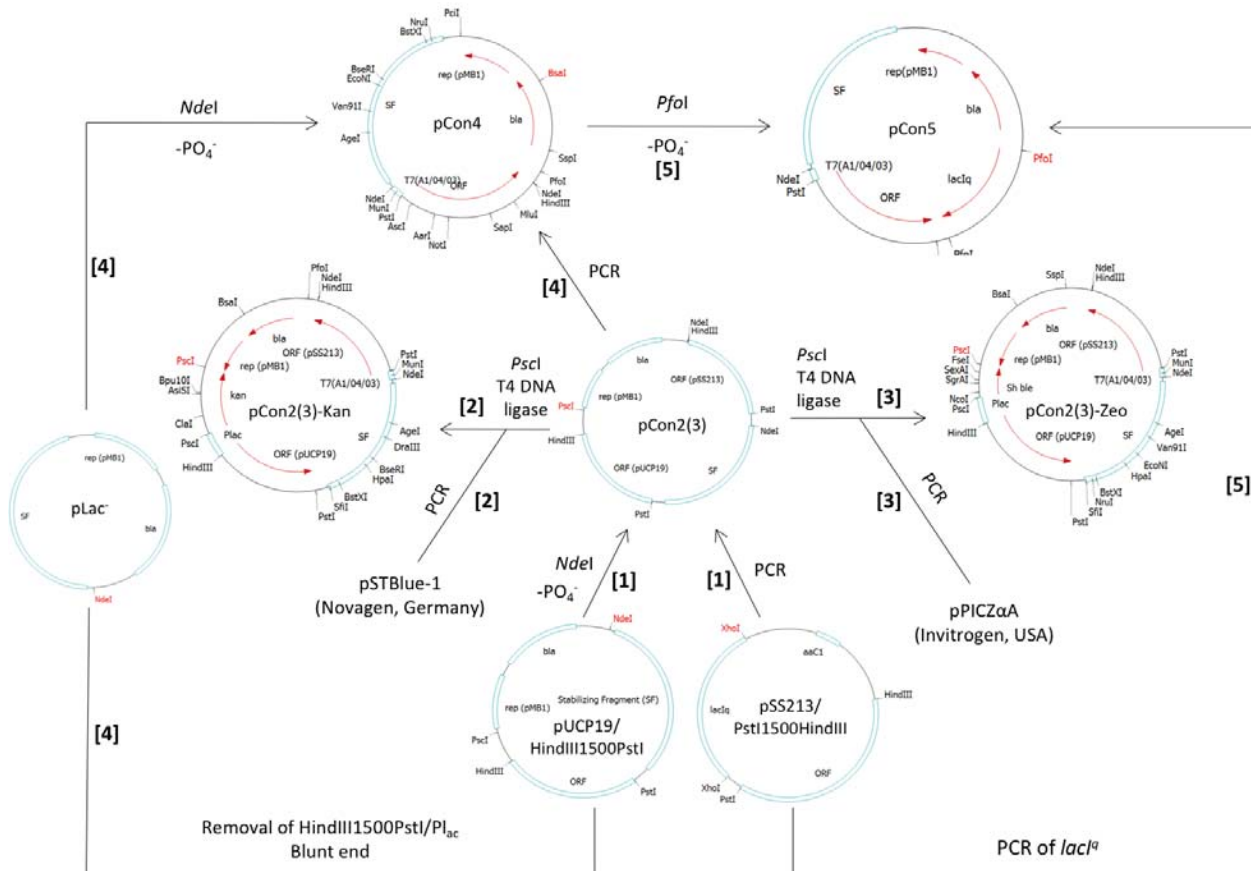 NdeI
-PO4-
[4]
PciI
NruI
BstXI
BseRI
EcoNI
Van91I
AgeI
SF
rep (pMB1)
BsaI
bla
pCon4
T7(A1/04/03)
ORF
SspI
PfoI
NdeI
HindIII
MluI
SapI
NotI
AarI
AscI
PstI
MunI
NdeI
PfoI
-PO4-
[5]
rep(pMB1)
SF
bla
pCon5
PfoI
T7(A1/04/03)
lacIq
NdeI
PstI
ORF
PfoI
[4]
PCR
PfoI
NdeI
HindIII
BsaI
PscI
Bpu10I
AsiSI
ClaI
PscI
HindIII
bla
ORF (pSS213)
rep (pMB1)
kan
T7(A1/04/03)
pCon2(3)-Kan
Plac
ORF (pUCP19)
SF
PstI
MunI
NdeI
AgeI
DraIII
BseRI
HpaI
BstXI
SfiI
PstI
PscI
T4 DNA
ligase
[2]
PCR
[2]
pSTBlue-1
(Novagen, Germany)
NdeI
HindIII
bla
ORF (pSS213)
PscI
rep (pMB1)
HindIII
pCon2(3)
PstI
NdeI
ORF (pUCP19)
SF
PstI
PscI
T4 DNA
ligase
[3]
PCR
[3]
pPICZαA
(Invitrogen, USA)
NdeI
HindIII
SspI
BsaI
PscI
FseI
SexAI
SgrAI
NcoI
PscI
HindIII
bla
ORF (pSS213)
rep (pMB1)
Sh ble
T7(A1/04/03)
Plac
pCon2(3)-Zeo
ORF (pUCP19)
SF
PstI
MunI
NdeI
AgeI
Van91I
EcoNI
HpaI
BstXI
NruI
SfiI
PstI
[5]
rep (pMB1)
SF
pLac-
bla
NdeI
[4]
NdeI
-PO4-
[1]
[1]
PCR
NdeI
bla
Stabilizing Fragment (SF)
rep (pMB1)
pUCP19/
HindIII1500PstI
PscI
HindIII
ORF
PstI
XhoI
aaC1
HindIII
lacIq
pSS213/
PstI1500HindIII
XhoI
PstI
ORF
Removal of HindIII1500PstI/Plac
Blunt end
PCR of lacIq